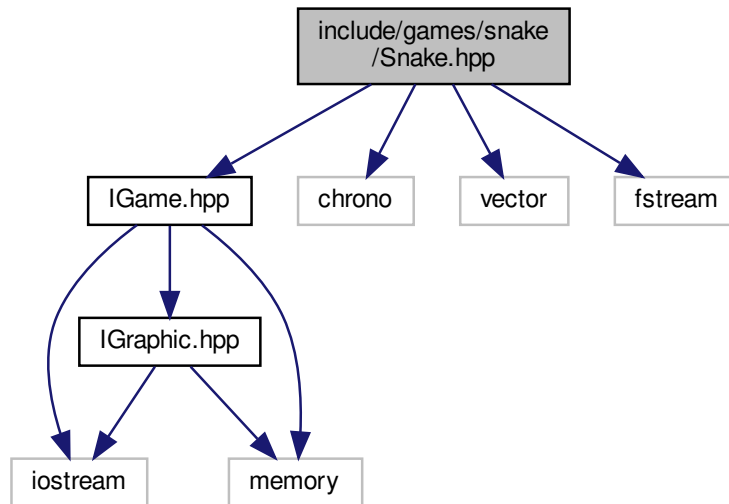 include/games/snake
/Snake.hpp
IGame.hpp
chrono
vector
fstream
IGraphic.hpp
iostream
memory